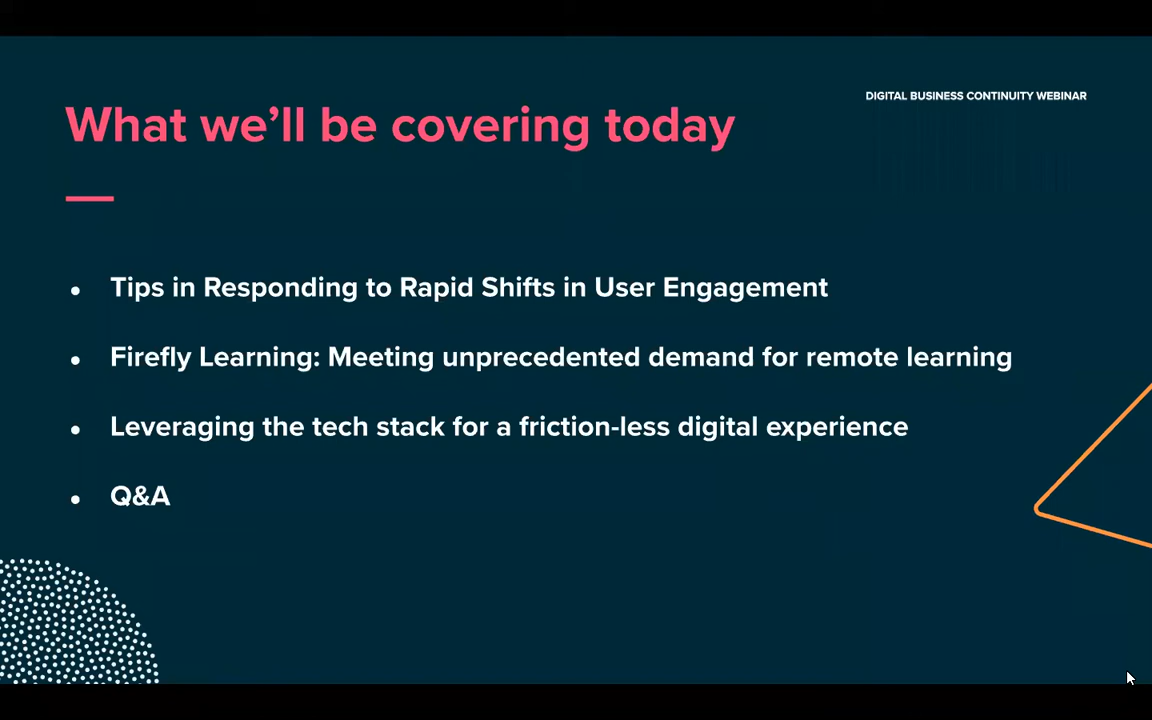 DIGITAL BUSINESS CONTINUITY WEBINAR
What we’ll be covering today
• Tips in Responding to Rapid Shifts in User Engagement
• Firefly Learning: Meeting unprecedented demand for remote learning
• Leveraging the tech stack for a friction-less digital experience
• Q&A